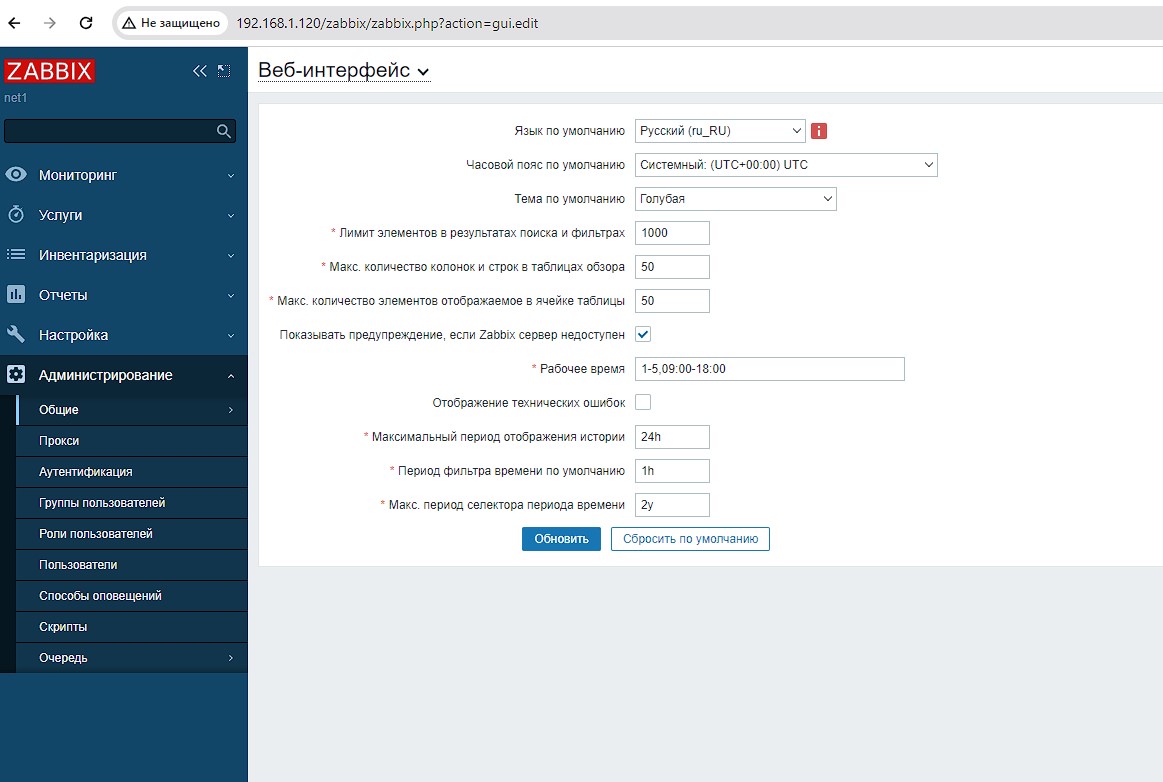 Не защищено 192.168.1.120/zabbix/zabbix.php?action=gui.edit
ZABBIX
net1
Мониторинг
Услуги
Инвентаризация
Отчеты
Настройка
Администрирование
Общие
Прокси
Аутентификация
Группы пользователей
Роли пользователей
Пользователи
Способы оповещений
Скрипты
Очередь
Веб-интерфейс
Язык по умолчанию Русский (ru_RU) i
Часовой пояс по умолчанию Системный: (UTC+00:00) UTC
Тема по умолчанию Голубая
* Лимит элементов в результатах поиска и фильтрах 1000
* Макс. количество колонок и строк в таблицах обзора 50
* Макс. количество элементов отображаемое в ячейке таблицы 50
Показывать предупреждение, если Zabbix сервер недоступен
* Рабочее время 1-5,09:00-18:00
Отображение технических ошибок
* Максимальный период отображения истории 24h
* Период фильтра времени по умолчанию 1h
* Макс. период селектора периода времени 2y
Обновить Сбросить по умолчанию